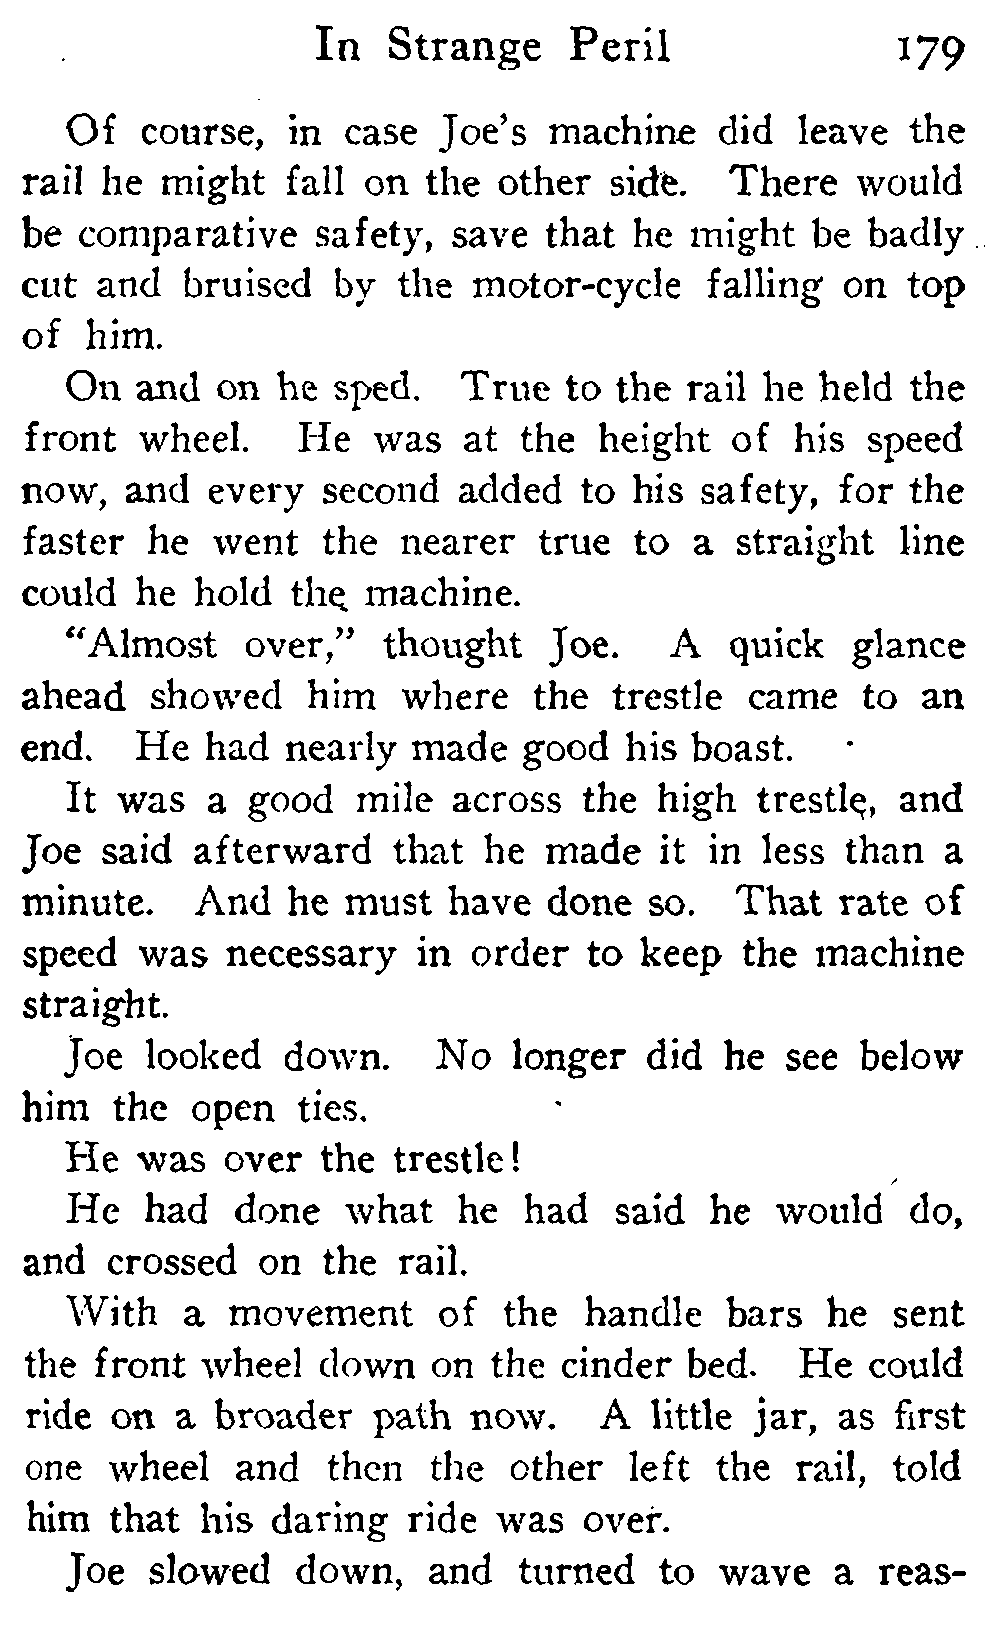 In Strange Peril 179
Of course, in case Joe's machine did leave the
rail he might fall on the other side. There would
be comparative safety, save that he might be badly
cut and bruised by the motor-cycle falling on top
of him.
On and on he sped. True to the rail he held the
front wheel. He was at the height of his speed
now, and every second added to his safety, for the
faster he went the nearer true to a straight line
could he hold the machine.
"Almost over," thought Joe. A quick glance
ahead showed him where the trestle came to an
end. He had nearly made good his boast.
It was a good mile across the high trestle, and
Joe said afterward that he made it in less than a
minute. And he must have done so. That rate of
speed was necessary in order to keep the machine
straight.
Joe looked down. No longer did he see below
him the open ties.
He was over the trestle!
He had done what he had said he would do,
and crossed on the rail.
With a movement of the handle bars he sent
the front wheel down on the cinder bed. He could
ride on a broader path now. A little jar, as first
one wheel and then the other left the rail, told
him that his daring ride was over.
Joe slowed down, and turned to wave a reas-